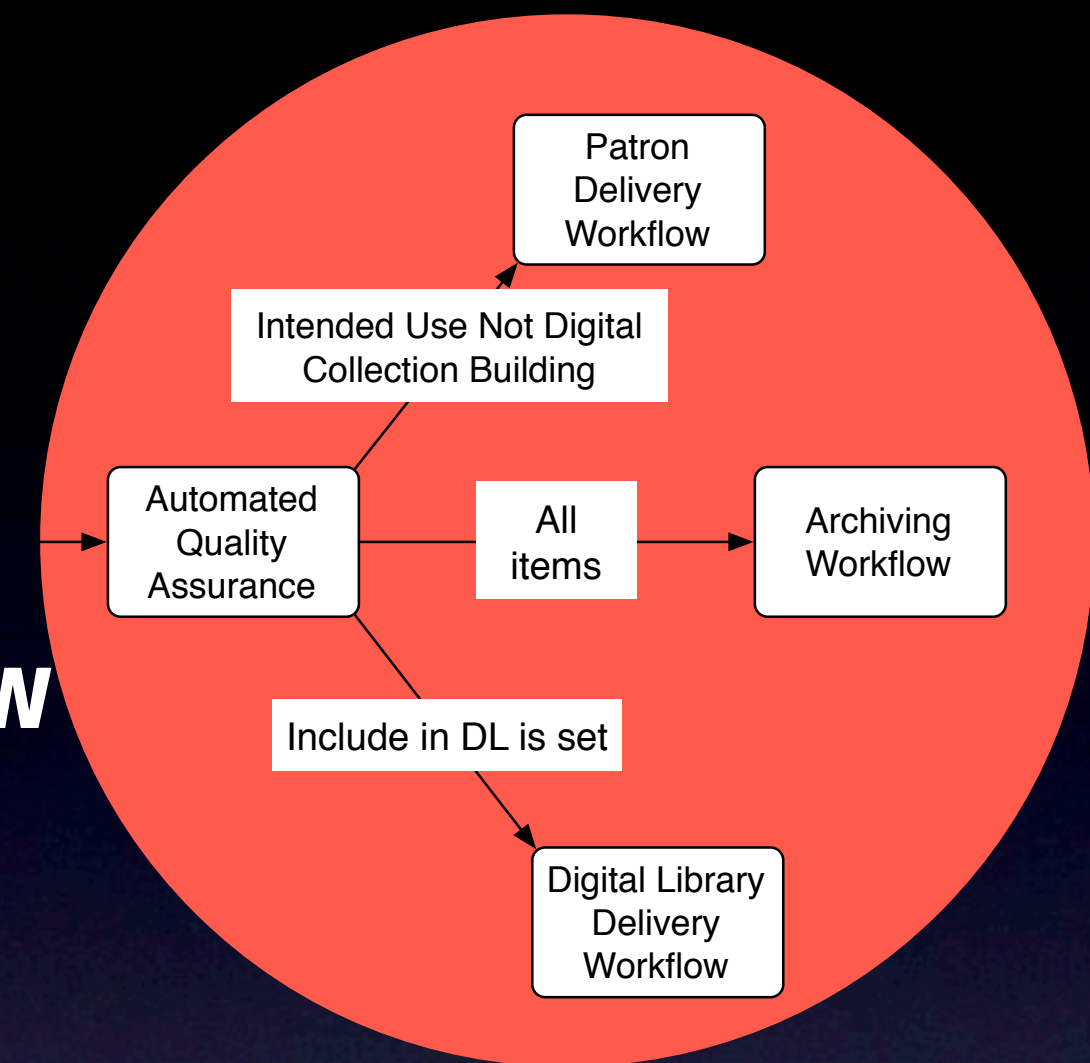 Patron
Delivery
Workflow
Intended Use Not Digital
Collection Building
Automated
Quality
Assurance
All
items
Archiving
Workflow
w
Include in DL is set
Digital Library
Delivery
Workflow